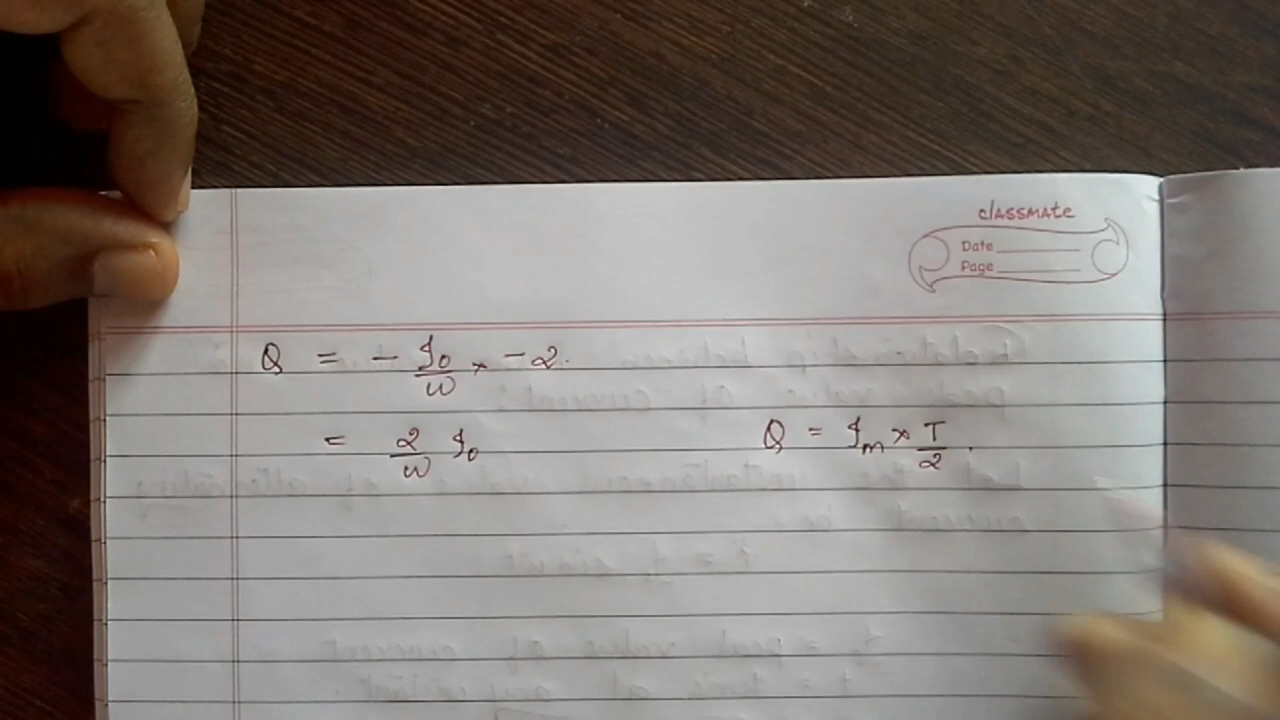 classmate
Date
Page
Q = - I₀/ω × -2.
= 2/ω I₀
Q = Iₘ × T/2.